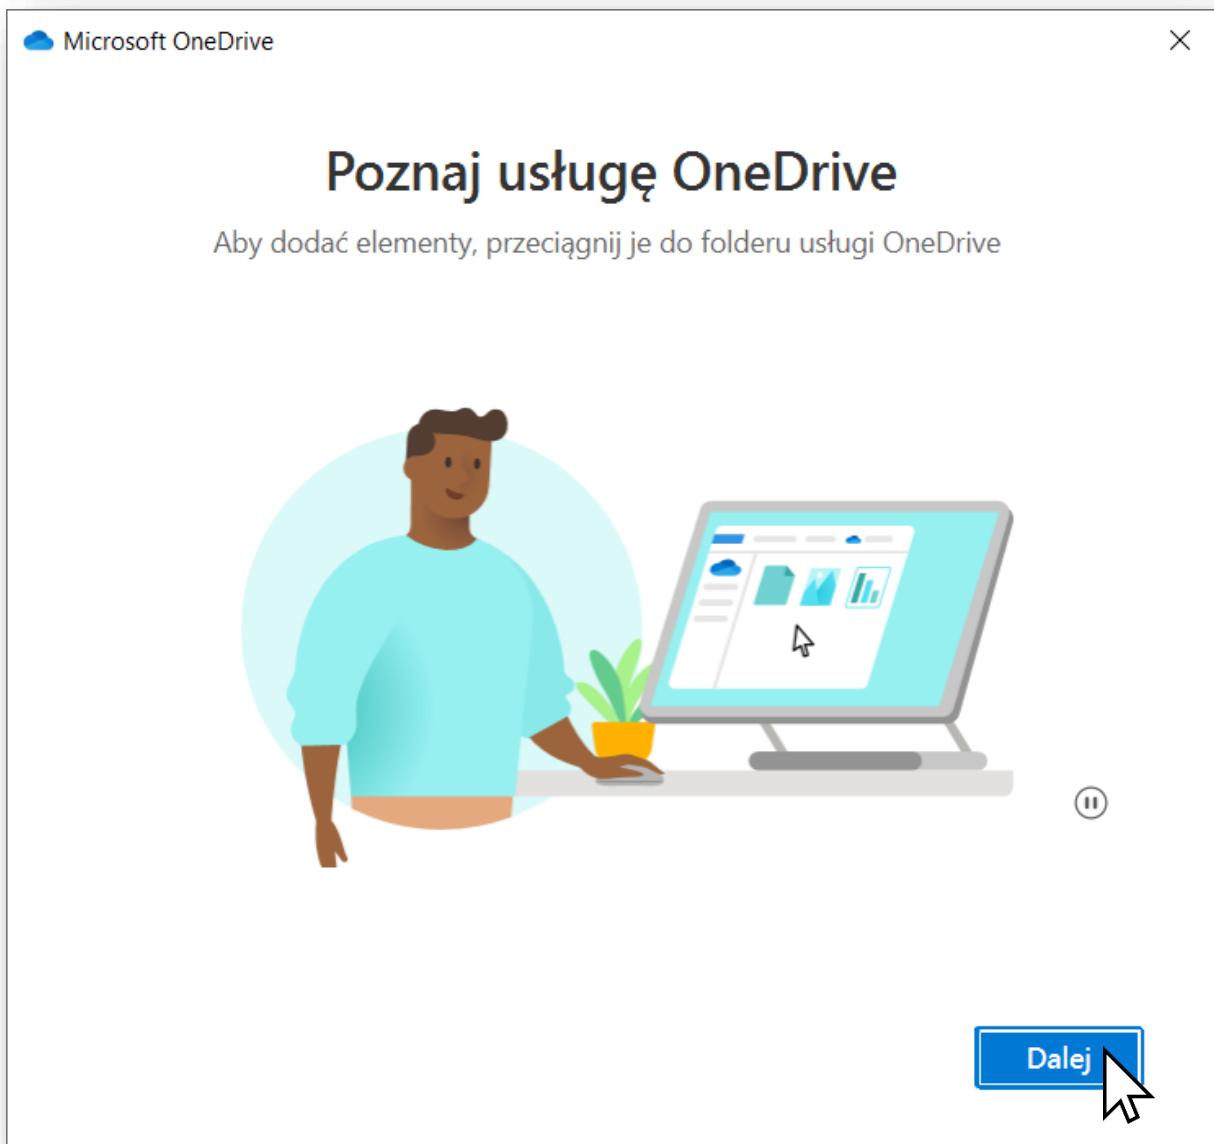 Microsoft OneDrive
Poznaj usługę OneDrive
Aby dodać elementy, przeciągnij je do folderu usługi OneDrive
Dalej